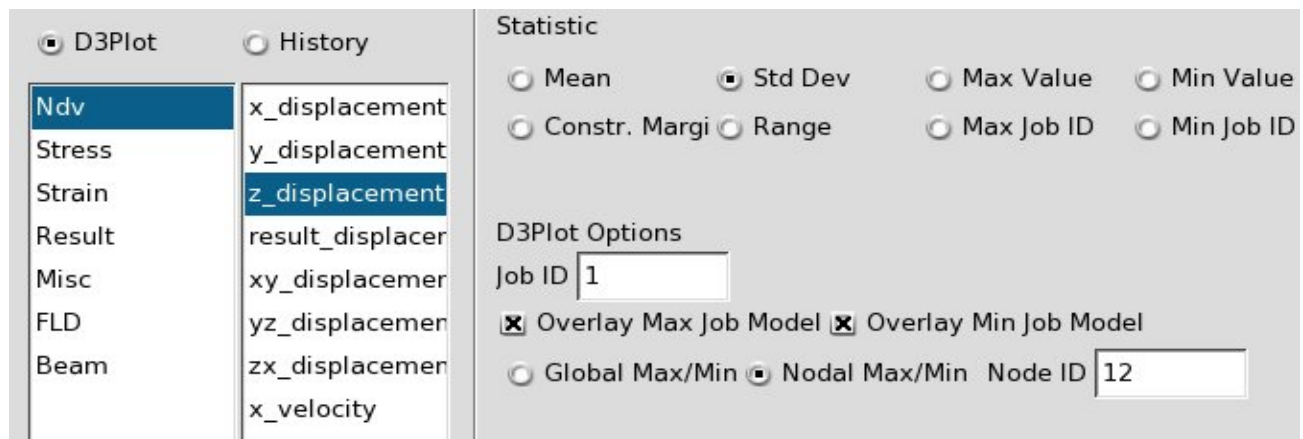 D3Plot History
Ndv
Stress
Strain
Result
Misc
FLD
Beam
x_displacement
y_displacement
z_displacement
result_displacer
xy_displacemer
yz_displacemen
zx_displacemen
x_velocity
Statistic
Mean Std Dev Max Value Min Value
Constr. Margi Range Max Job ID Min Job ID
D3Plot Options
Job ID 1
Overlay Max Job Model Overlay Min Job Model
Global Max/Min Nodal Max/Min Node ID 12